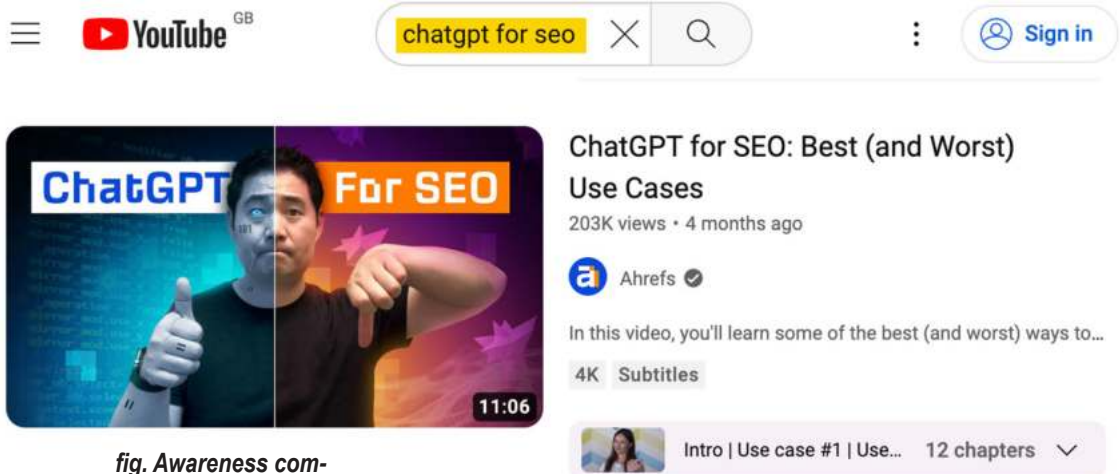 YouTube GB
chatgpt for seo
Sign in
ChatGPT For SEO
11:06
ChatGPT for SEO: Best (and Worst)
Use Cases
203K views • 4 months ago
Ahrefs
In this video, you'll learn some of the best (and worst) ways to...
4K Subtitles
Intro | Use case #1 | Use... 12 chapters
fig. Awareness com-